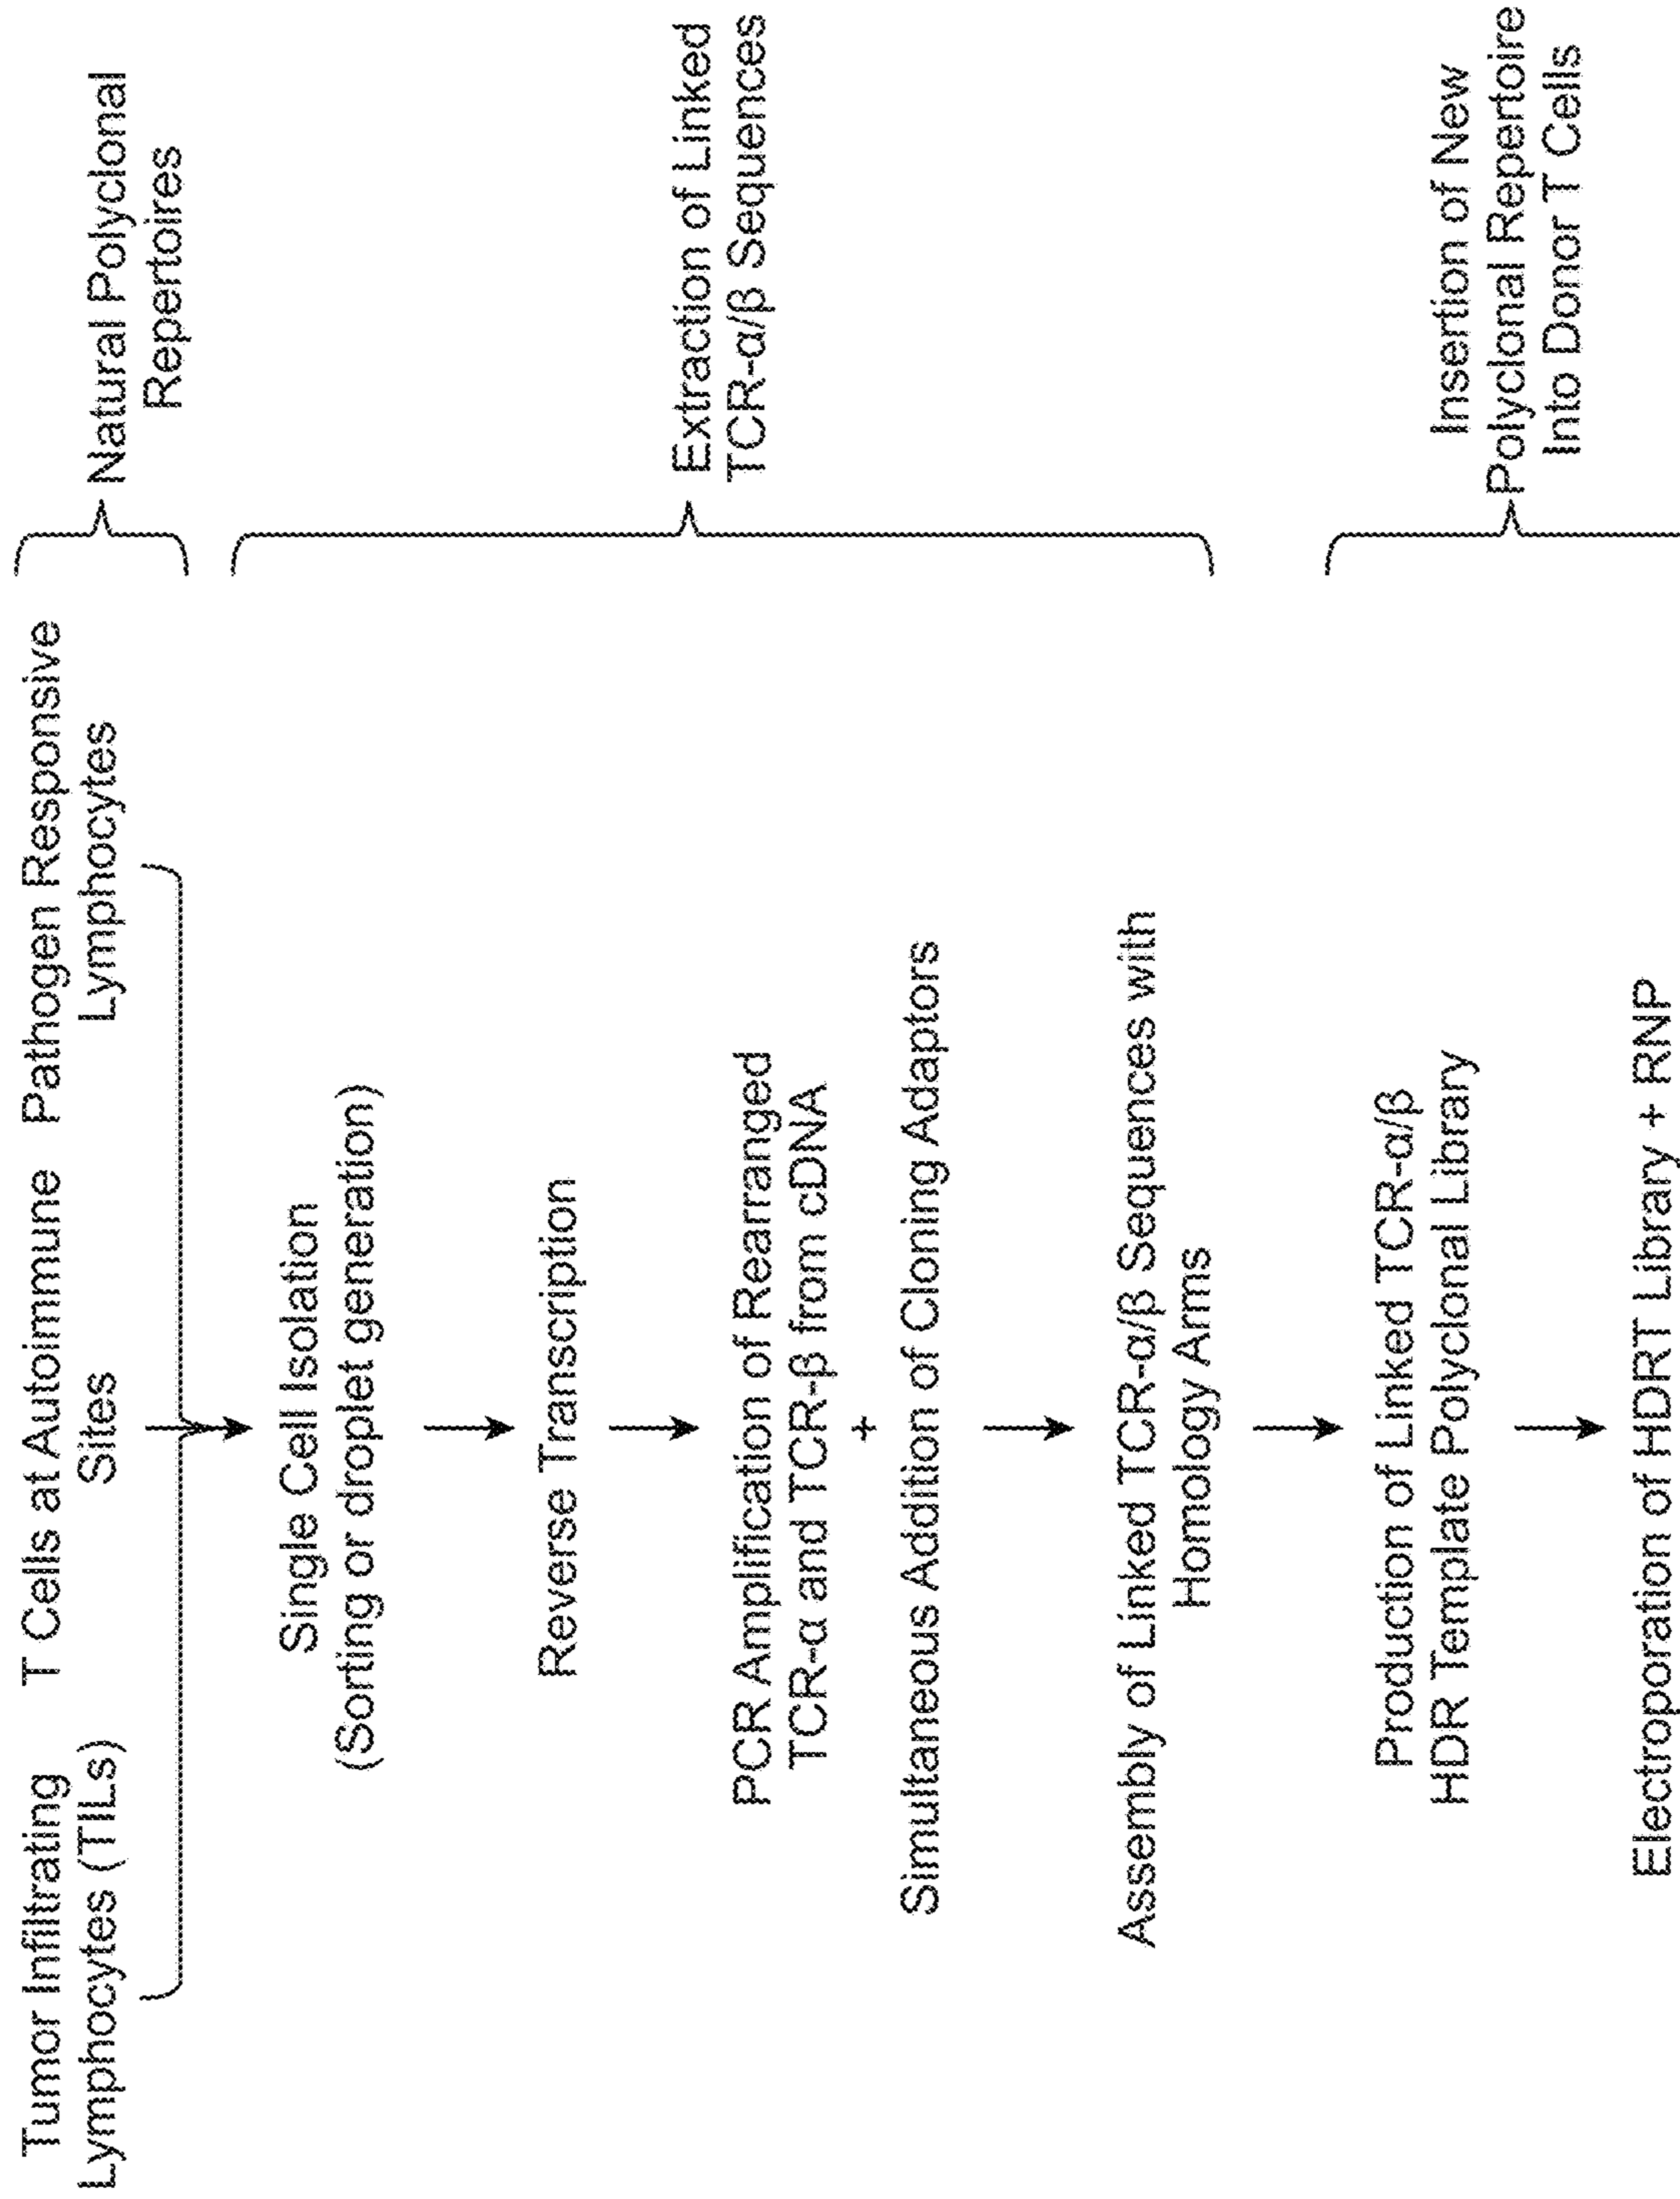 Tumor Infiltrating
Lymphocytes (TILs)
T Cells at Autoimmune
Sites
Pathogen Responsive
Lymphocytes
Natural Polyclonal
Repertoires
Single Cell Isolation
(Sorting or droplet generation)
Reverse Transcription
PCR Amplification of Rearranged
TCR-α and TCR-β from cDNA
+
Simultaneous Addition of Cloning Adaptors
Assembly of Linked TCR-α/β Sequences with
Homology Arms
Extraction of Linked
TCR-α/β Sequences
Production of Linked TCR-α/β
HDR Template Polyclonal Library
Electroporation of HDRT Library + RNP
Insertion of New
Polyclonal Repertoire
Into Donor T Cells